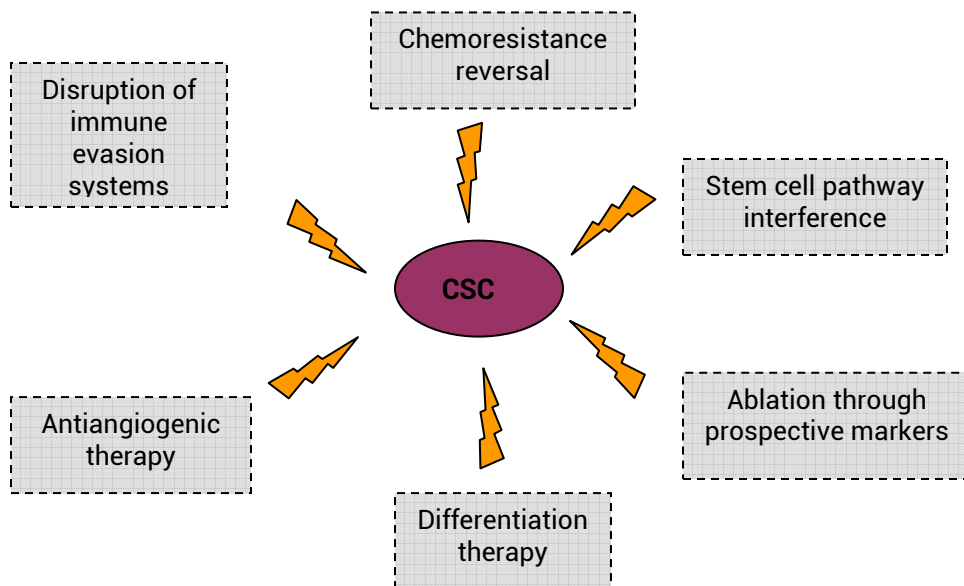 Chemoresistance
reversal
Disruption of
immune
evasion
systems
Stem cell pathway
interference
CSC
Antiangiogenic
therapy
Ablation through
prospective markers
Differentiation
therapy